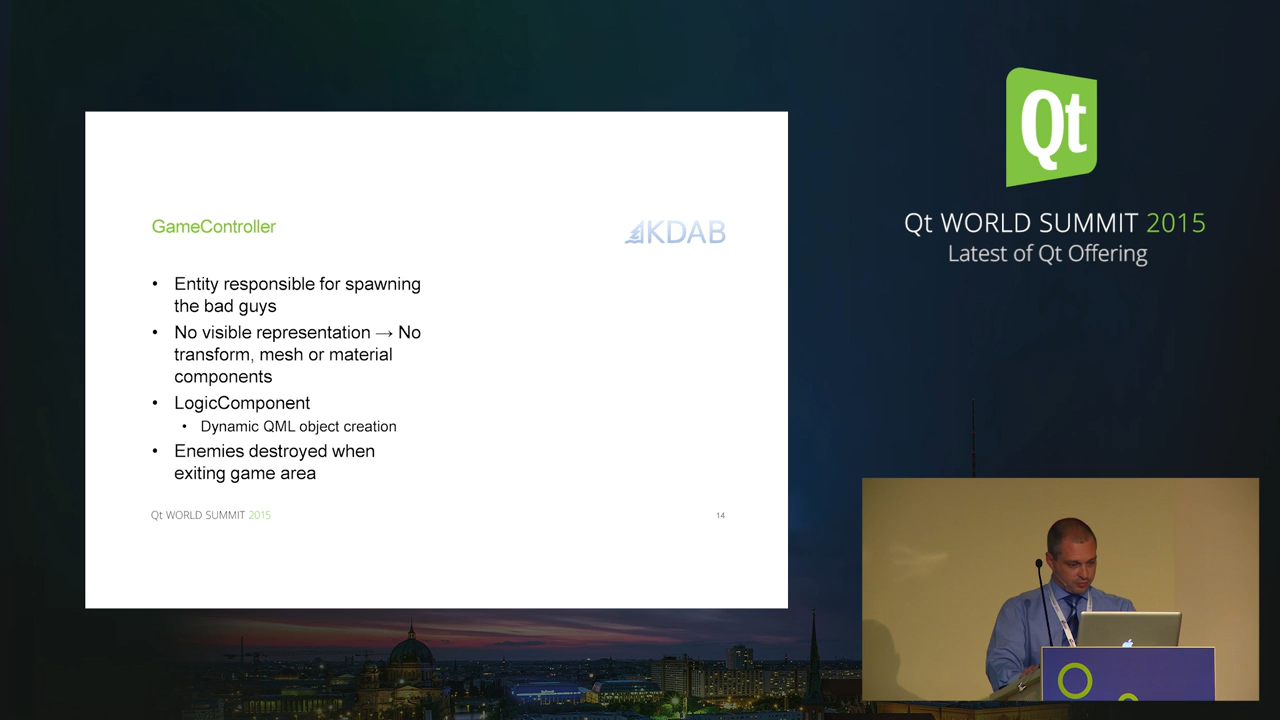 GameController
KDAB
• Entity responsible for spawning
the bad guys
• No visible representation → No
transform, mesh or material
components
• LogicComponent
• Dynamic QML object creation
• Enemies destroyed when
exiting game area
Qt WORLD SUMMIT 2015
14
Qt
Qt WORLD SUMMIT 2015
Latest of Qt Offering